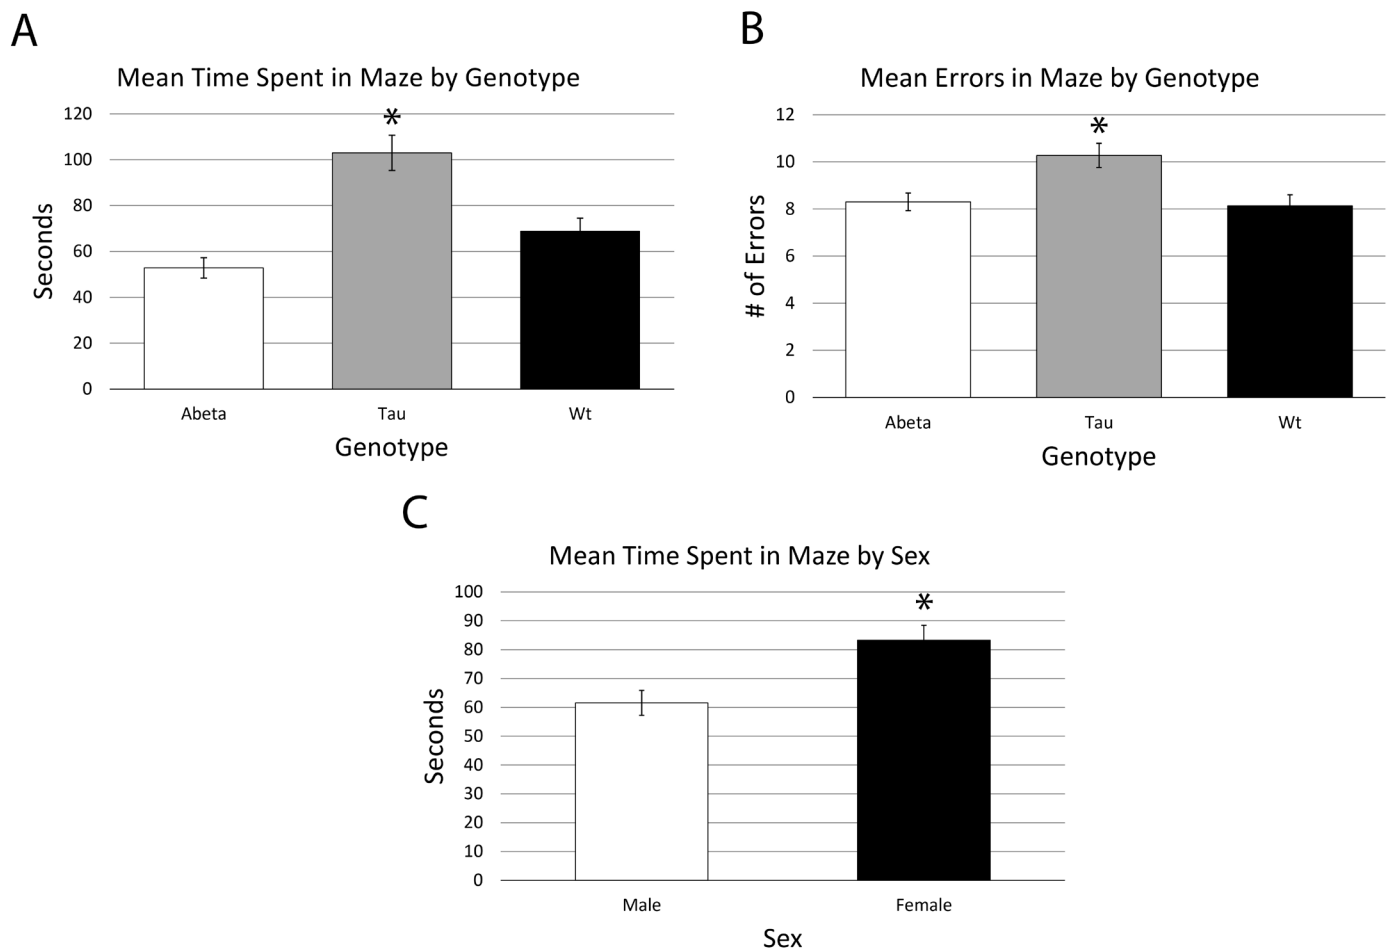 A
Mean Time Spent in Maze by Genotype
120
*
100
80
60
40
20
0
Seconds
Abeta Tau Wt
Genotype
B
Mean Errors in Maze by Genotype
12
*
10
8
6
4
2
0
# of Errors
Abeta Tau Wt
Genotype
C
Mean Time Spent in Maze by Sex
100
*
90
80
70
60
50
40
30
20
10
0
Seconds
Male Female
Sex